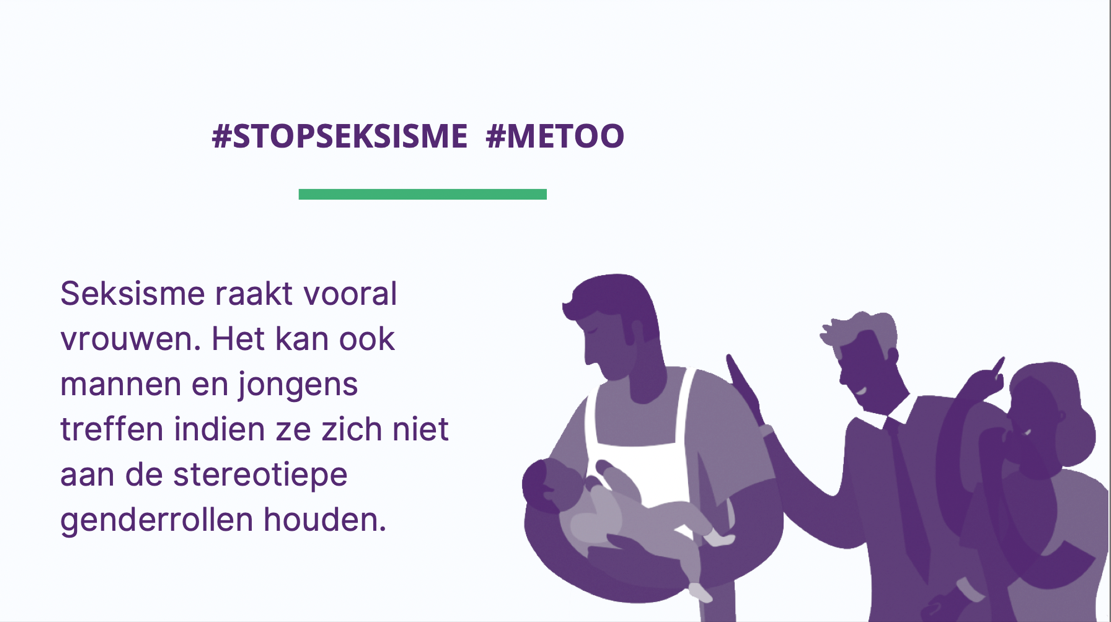 #STOPSEKSISME #METOO
Seksisme raakt vooral
vrouwen. Het kan ook
mannen en jongens
treffen indien ze zich niet
aan de stereotiepe
genderrollen houden.